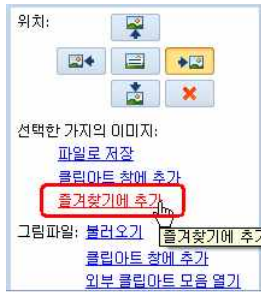 위치:
선택한 가지의 이미지:
파일로 저장
클립아트 창에 추가
즐겨찾기에 추가
그림파일: 불러오기
즐겨찾기에 추가
클립아트 창에 추가
외부 클립아트 모음 열기